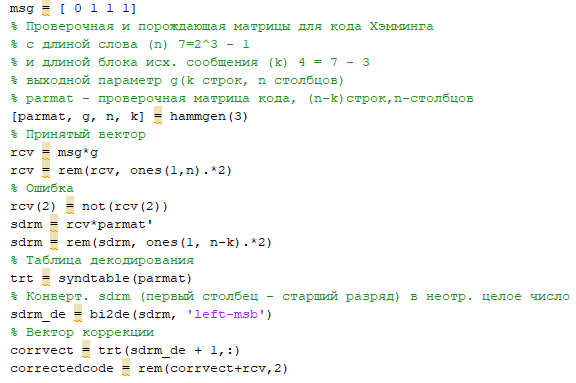 msg = [ 0 1 1 1]
% Проверочная и порождающая матрицы для кода Хэмминга
% с длиной слова (n) 7=2^3 - 1
% и длиной блока исх. сообщения (k) 4 = 7 - 3
% выходной параметр g(k строк, n столбцов)
% parmat - проверочная матрица кода, (n-k)строк,n-столбцов
[parmat, g, n, k] = hammgen(3)
% Принятый вектор
rcv = msg*g
rcv = rem(rcv, ones(1,n).*2)
% Ошибка
rcv(2) = not(rcv(2))
sdrm = rcv*parmat'
sdrm = rem(sdrm, ones(1, n-k).*2)
% Таблица декодирования
trt = syndtable(parmat)
% Конверт. sdrm (первый столбец - старший разряд) в неотр. целое число
sdrm_de = bi2de(sdrm, 'left-msb')
% Вектор коррекции
corrvect = trt(sdrm_de + 1,:)
correctedcode = rem(corrvect+rcv,2)